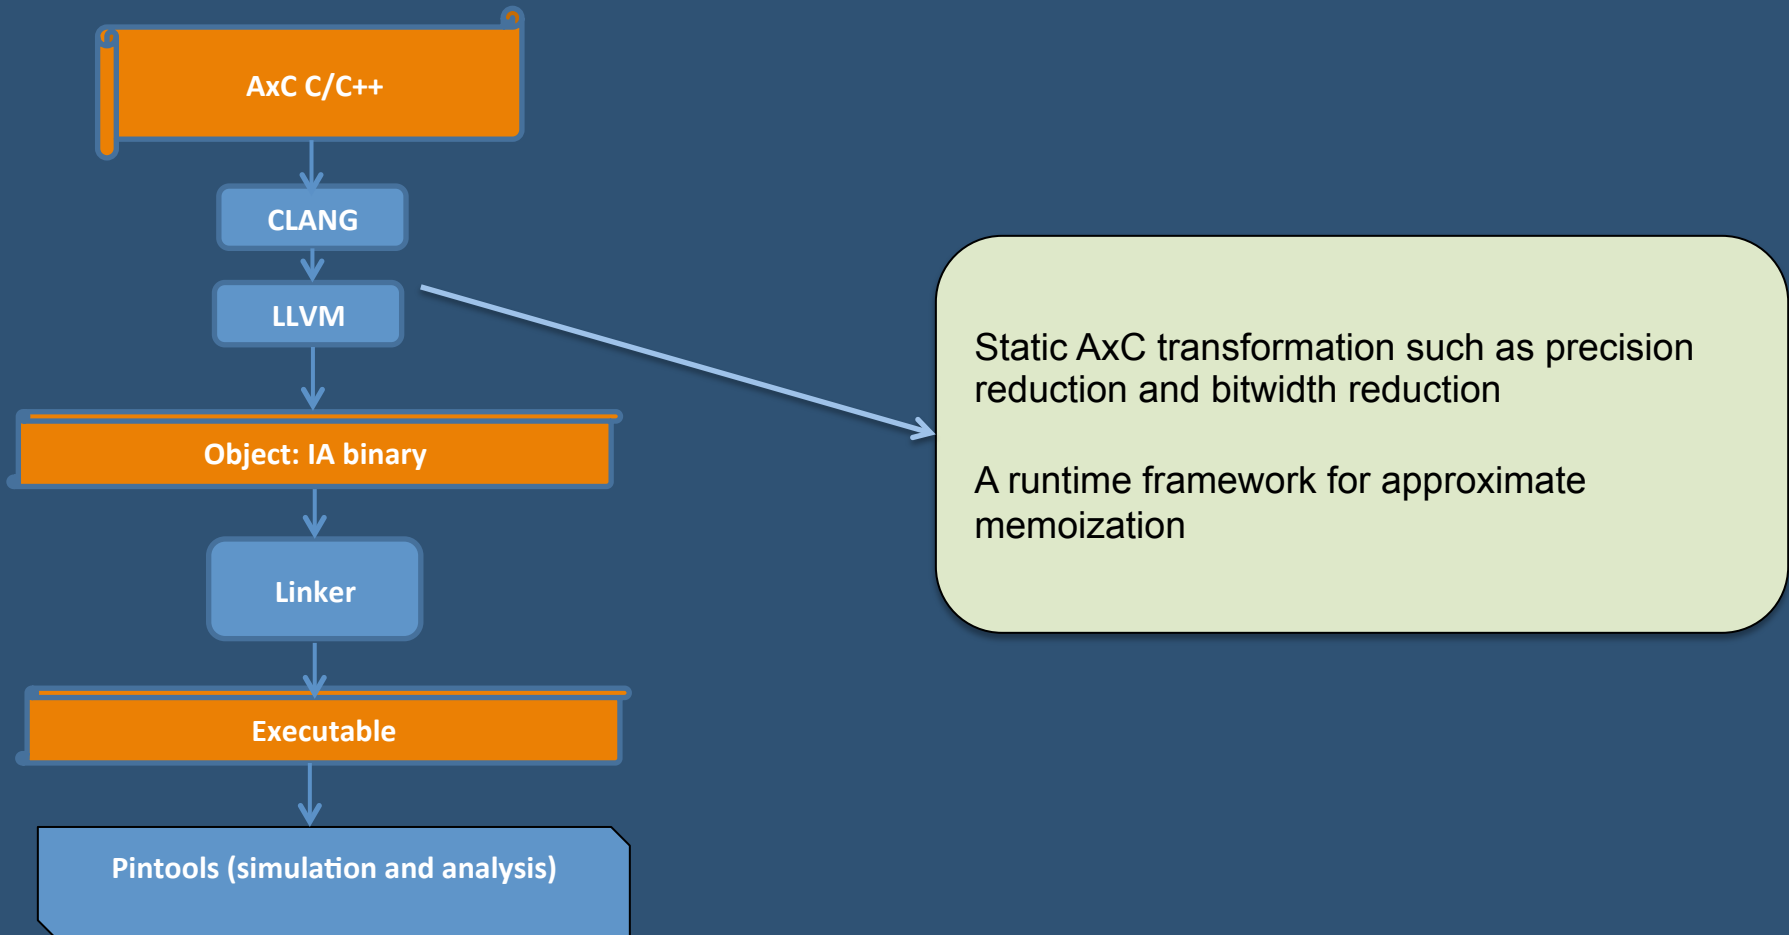 AxC C/C++
CLANG
LLVM
Static AxC transformation such as precision
reduction and bitwidth reduction
A runtime framework for approximate
memoization
Object: IA binary
Linker
Executable
Pintools (simulation and analysis)